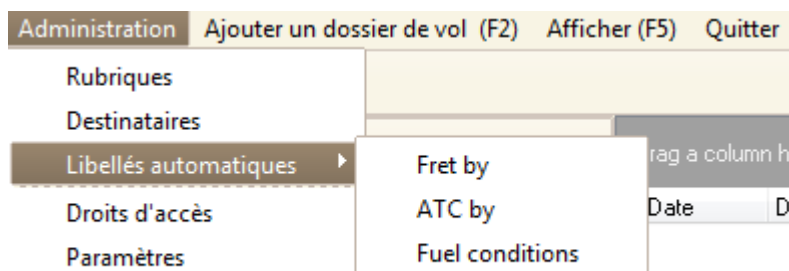 Administration Ajouter un dossier de vol (F2) Afficher (F5) Quitter
Rubriques
Destinataires
Libellés automatiques
Droits d'accès
Paramètres
Fret by
ATC by
Fuel conditions
a column
Date